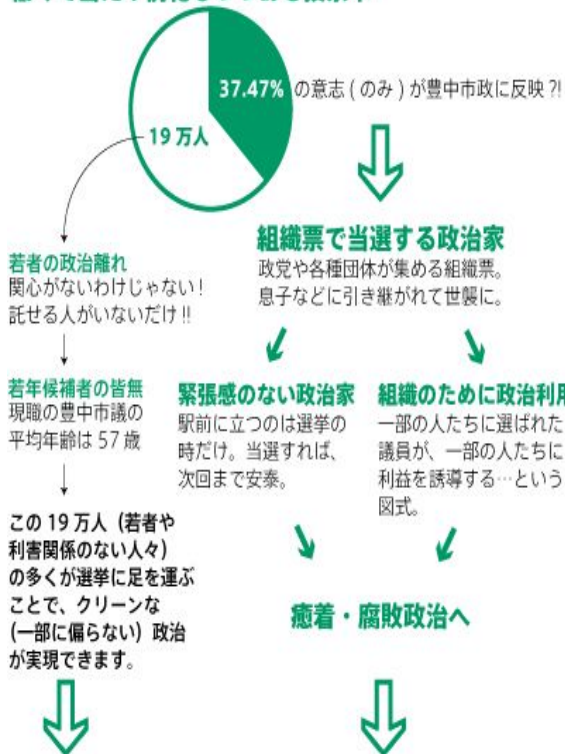 37.47% の意志 ( のみ ) が豊中市政に反映 ?!
19 万人
若者の政治離れ
関心がないわけじゃない！
託せる人がいないだけ !!
若年候補者の皆無
現職の豊中市議の
平均年齢は 57 歳
この 19 万人（若者や
利害関係のない人々）
の多くが選挙に足を運ぶ
ことで、クリーンな
(一部に偏らない) 政治
が実現できます。
組織票で当選する政治家
政党や各種団体が集める組織票。
息子などに引き継がれて世襲に。
緊張感のない政治家
駅前に立つのは選挙の
時だけ。当選すれば、
次回まで安泰。
組織のために政治利用
一部の人たちに選ばれた
議員が、一部の人たちに
利益を誘導する…という
図式。
癒着・腐敗政治へ